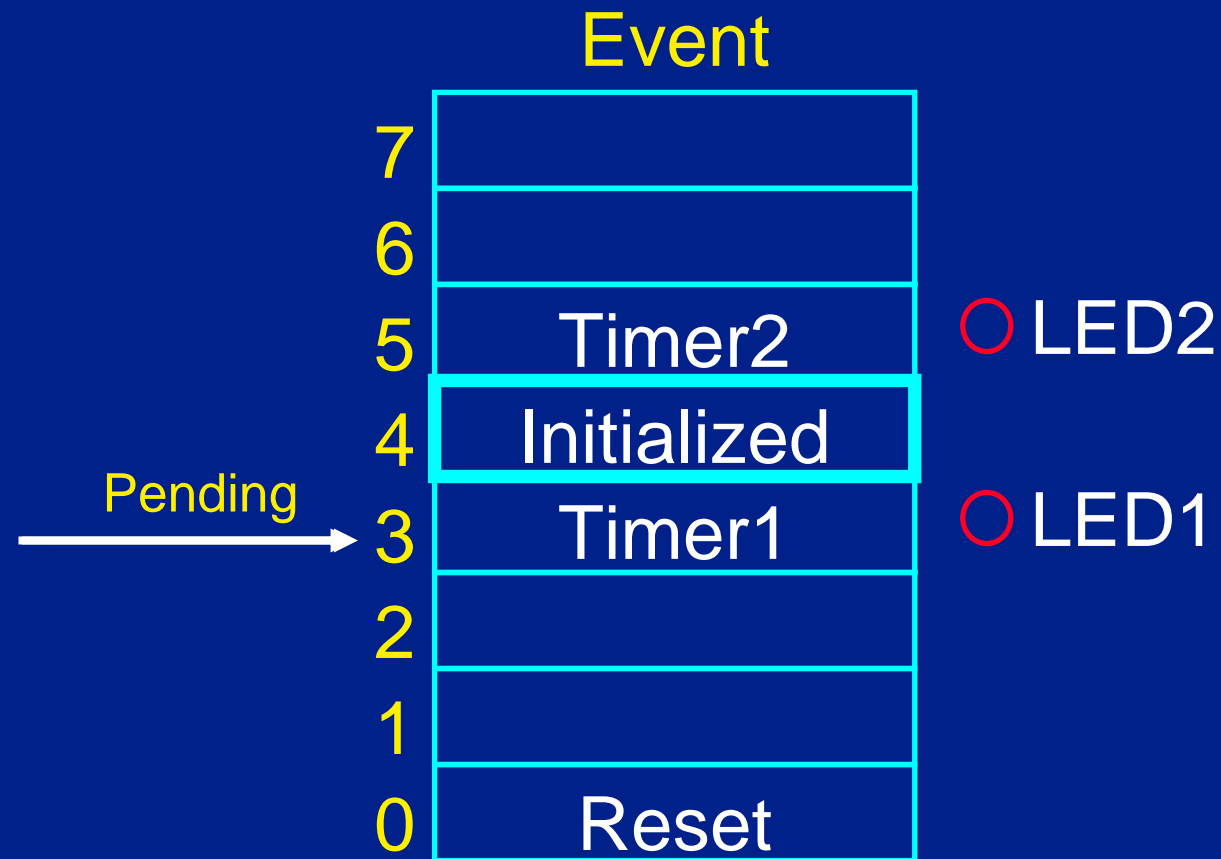 Event
7
6
5 Timer2 LED2
4 Initialized
Pending
3 Timer1 LED1
2
1
0 Reset